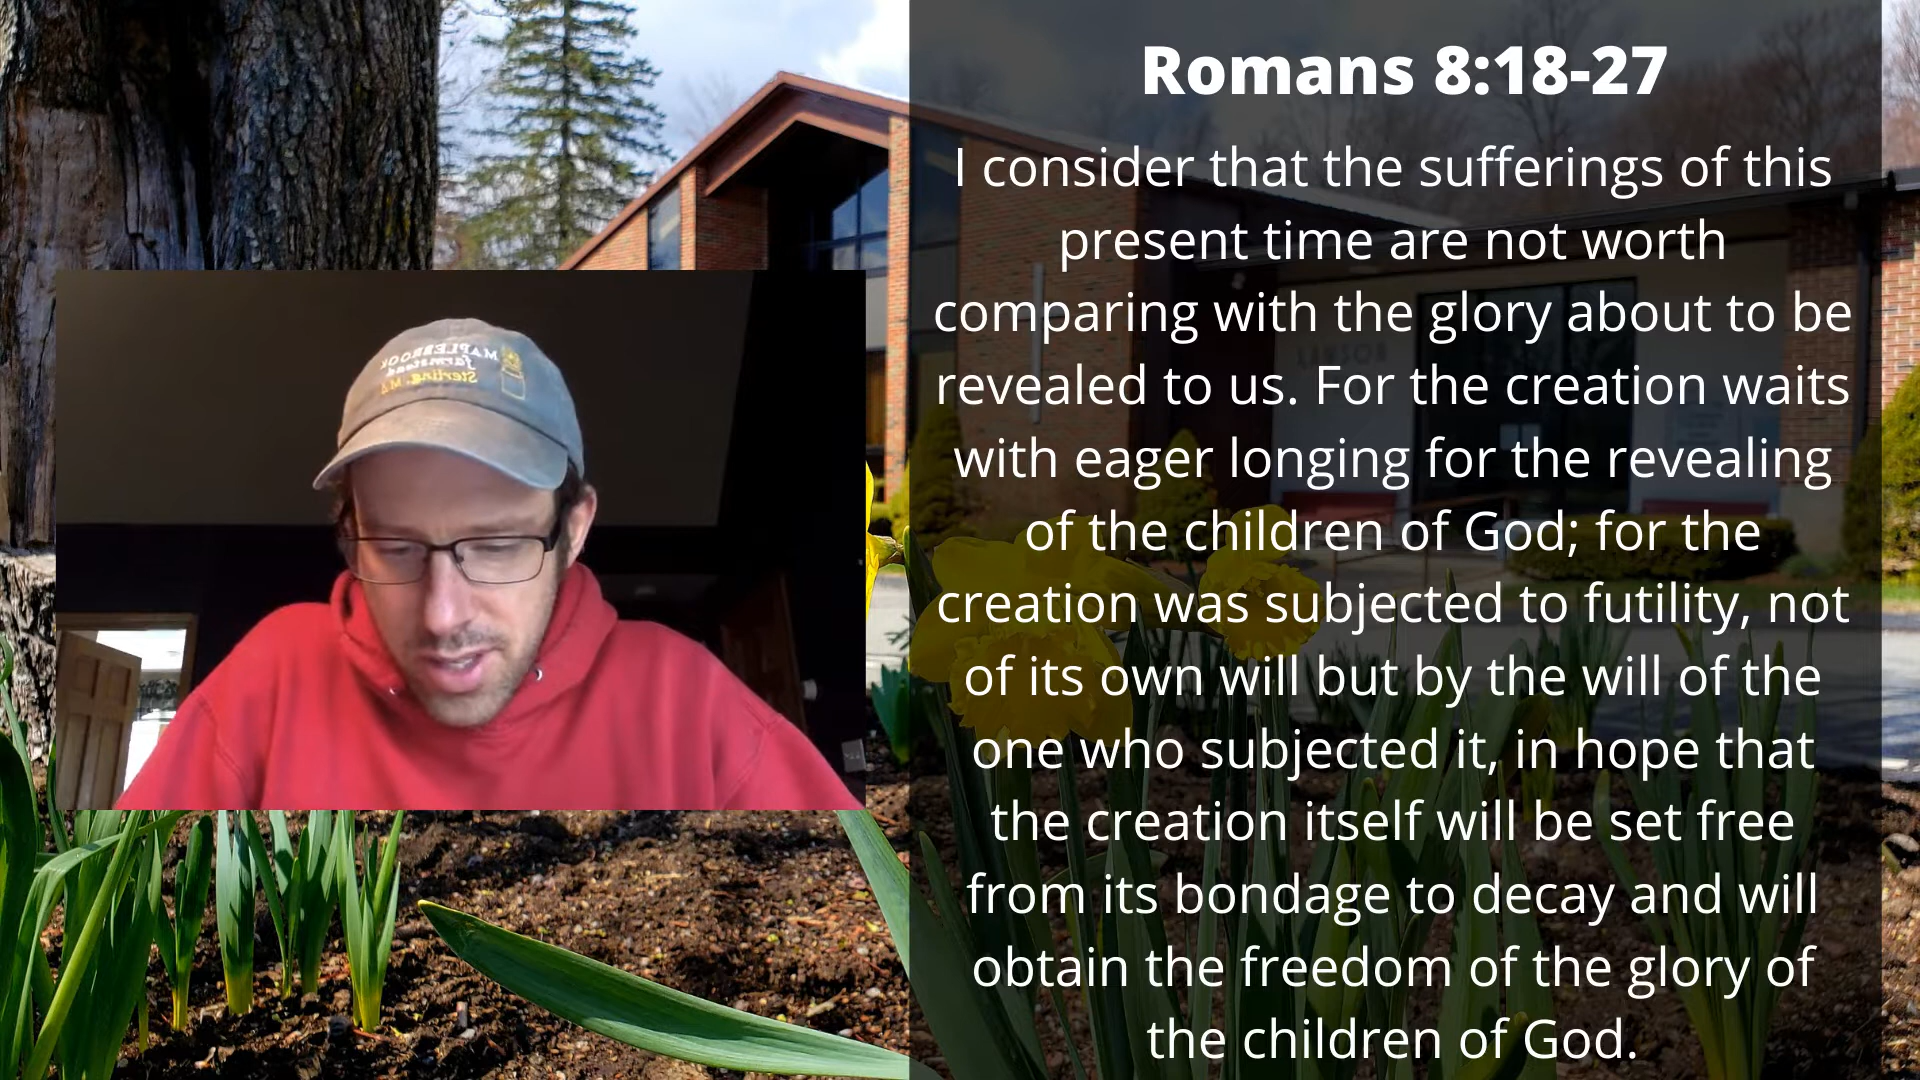 Romans 8:18-27
I consider that the sufferings of this
present time are not worth
comparing with the glory about to be
revealed to us. For the creation waits
with eager longing for the revealing
of the children of God; for the
creation was subjected to futility, not
of its own will but by the will of the
one who subjected it, in hope that
the creation itself will be set free
from its bondage to decay and will
obtain the freedom of the glory of
the children of God.
MAPLEBROOK
farmstead
Sterling, MA